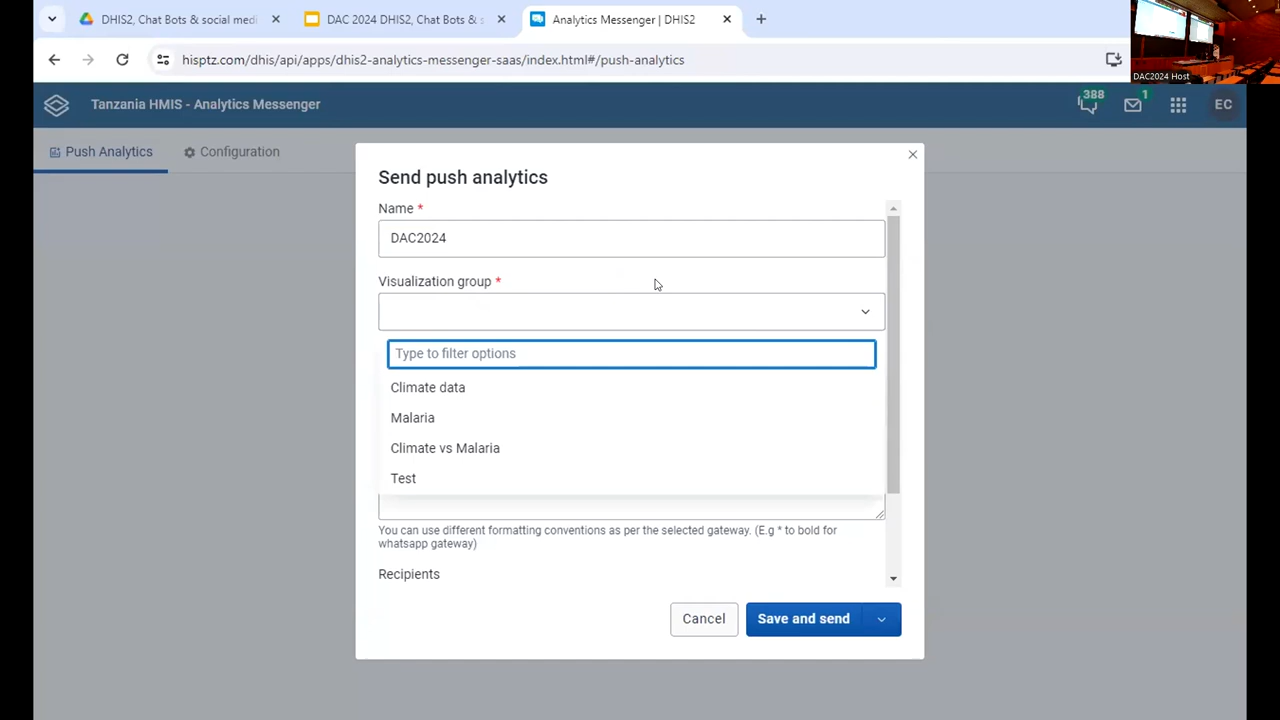 DHIS2, Chat Bots & social medi
DAC 2024 DHIS2, Chat Bots & s
Analytics Messenger | DHIS2
hisptz.com/dhis/api/apps/dhis2-analytics-messenger-saas/index.html#/push-analytics
DAC2024 Host
Tanzania HMIS - Analytics Messenger
388
1
EC
Push Analytics
Configuration
Send push analytics
Name *
DAC2024
Visualization group *
Type to filter options
Climate data
Malaria
Climate vs Malaria
Test
You can use different formatting conventions as per the selected gateway. (E.g * to bold for
whatsapp gateway)
Recipients
Cancel
Save and send